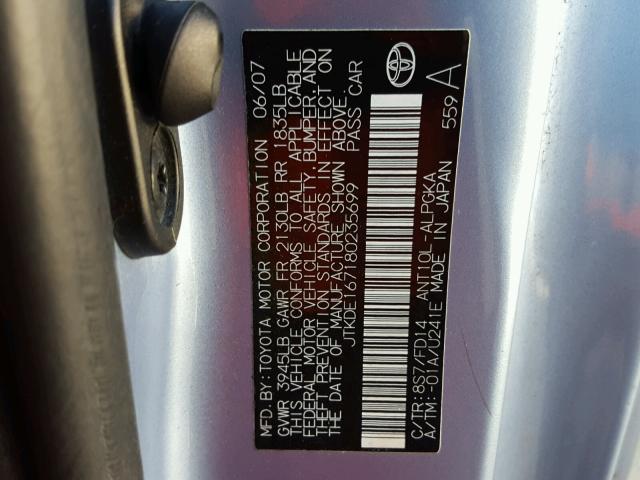 MFD.BY:TOYOTA MOTOR CORPORATION 06/07
GVWR 3945LB GAWR FR 2130LB RR 1835LB
THIS VEHICLE CONFORMS TO ALL APPLICABLE
FEDERAL MOTOR VEHICLE SAFETY, BUMPER, AND
THEFT PREVENTION STANDARDS IN EFFECT ON
THE DATE OF MANUFACTURE SHOWN ABOVE.
JTKDE167180235699 PASS CAR
C/TR:8S7/FD14 ANT10L-ALPGKA
A/TM:-01A/U241E MADE IN JAPAN 559
A